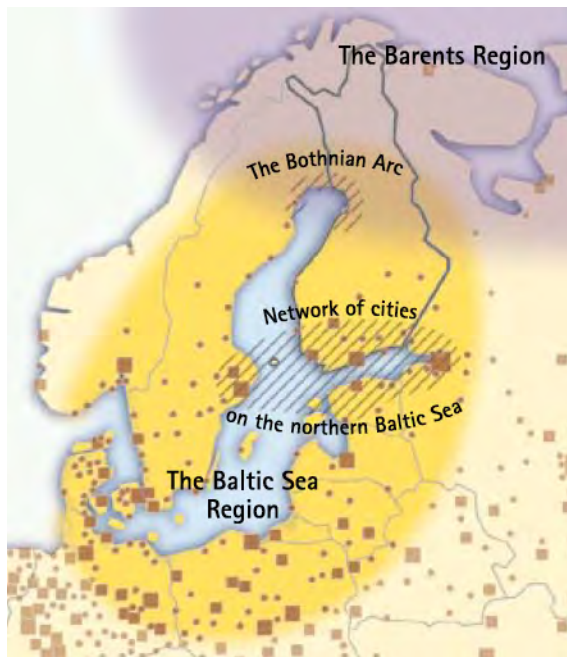 The Barents Region
The Bothnian Arc
Network of cities
on the northern Baltic Sea
The Baltic Sea
Region